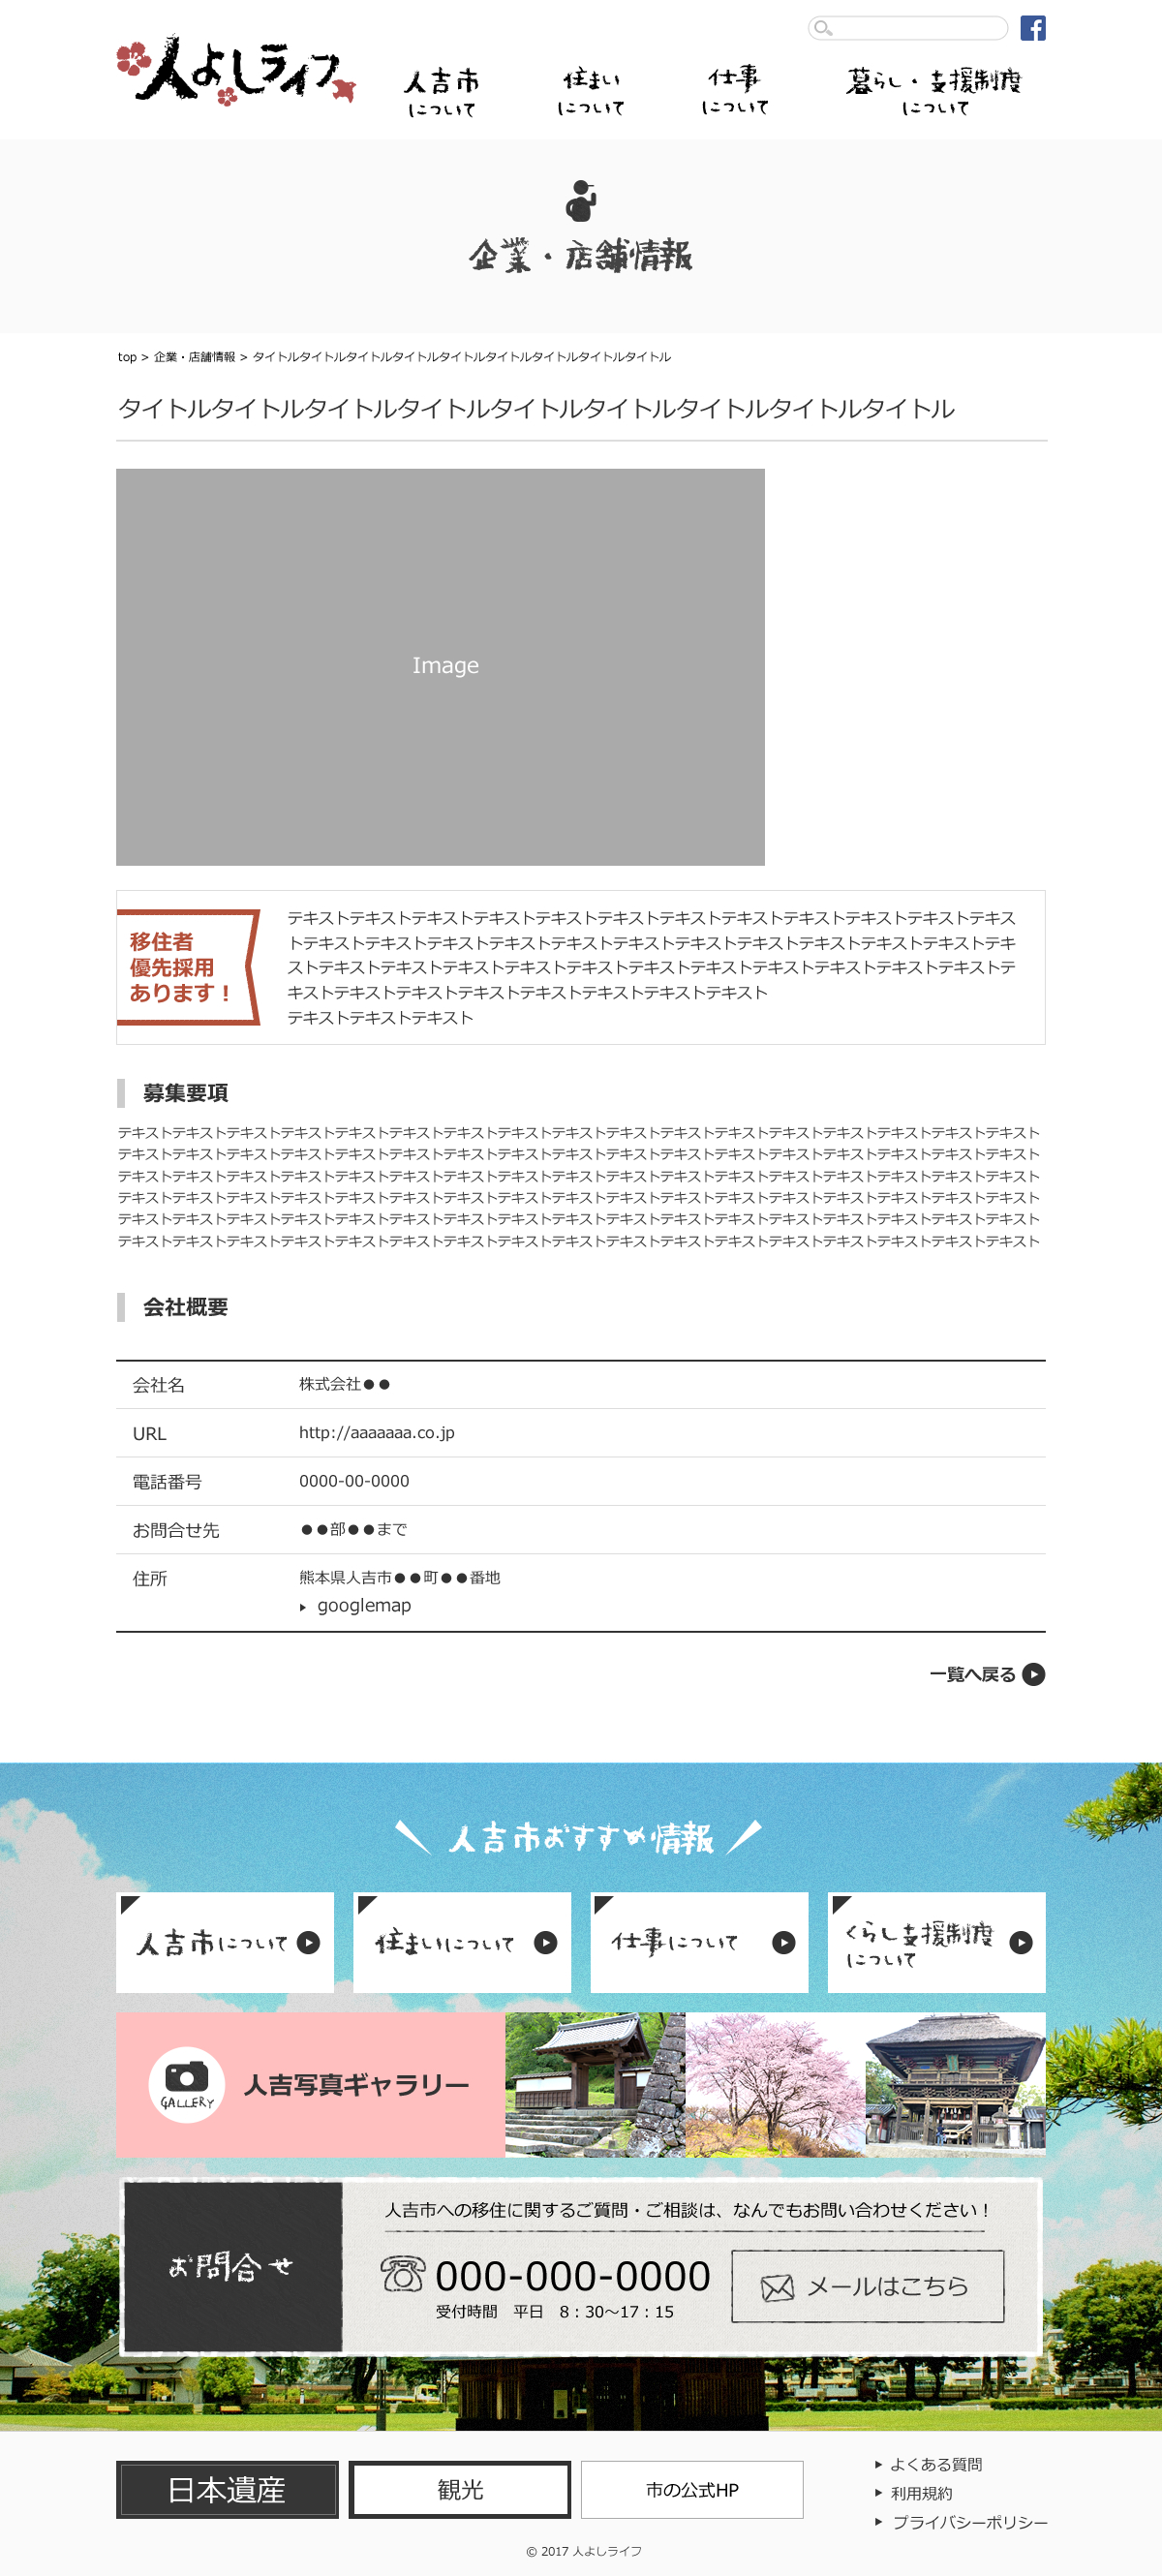 人よしライフ
人吉市
について
住まい
について
仕事
について
暮らし・支援制度
について
企業・店舗情報
top > 企業・店舗情報 > タイトルタイトルタイトルタイトルタイトルタイトルタイトルタイトルタイトル
タイトルタイトルタイトルタイトルタイトルタイトルタイトルタイトルタイトル
Image
移住者
優先採用
あります！
テキストテキストテキストテキストテキストテキストテキストテキストテキストテキストテキストテキス
トテキストテキストテキストテキストテキストテキストテキストテキストテキストテキストテキストテキ
ストテキストテキストテキストテキストテキストテキストテキストテキストテキストテキストテキストテ
キストテキストテキストテキストテキストテキストテキストテキスト
テキストテキストテキスト
募集要項
テキストテキストテキストテキストテキストテキストテキストテキストテキストテキストテキストテキストテキストテキストテキストテキストテキスト
テキストテキストテキストテキストテキストテキストテキストテキストテキストテキストテキストテキストテキストテキストテキストテキストテキスト
テキストテキストテキストテキストテキストテキストテキストテキストテキストテキストテキストテキストテキストテキストテキストテキストテキスト
テキストテキストテキストテキストテキストテキストテキストテキストテキストテキストテキストテキストテキストテキストテキストテキストテキスト
テキストテキストテキストテキストテキストテキストテキストテキストテキストテキストテキストテキストテキストテキストテキストテキストテキスト
テキストテキストテキストテキストテキストテキストテキストテキストテキストテキストテキストテキストテキストテキストテキストテキストテキスト
会社概要
会社名 株式会社●●
URL http://aaaaaaa.co.jp
電話番号 0000-00-0000
お問合せ先 ●●部●●まで
住所 熊本県人吉市●●町●●番地
googlemap
一覧へ戻る
人吉市おすすめ情報
人吉市について
住まいについて
仕事について
くらし支援制度
について
GALLERY
人吉写真ギャラリー
お問合せ
人吉市への移住に関するご質問・ご相談は、なんでもお問い合わせください！
000-000-0000
受付時間　平日　8：30〜17：15
メールはこちら
日本遺産
観光
市の公式HP
よくある質問
利用規約
プライバシーポリシー
© 2017 人よしライフ